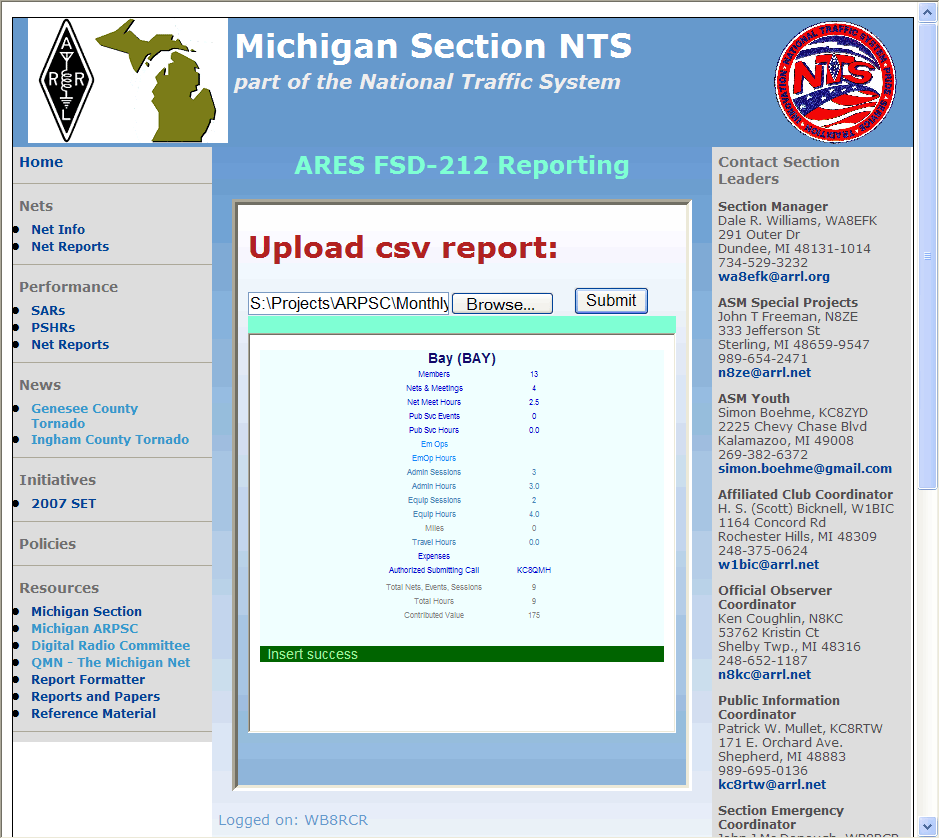 ARRL
Michigan Section NTS
part of the National Traffic System
NATIONAL TRAFFIC SYSTEM
NTS
Home
Nets
Net Info
Net Reports
Performance
SARs
PSHRs
Net Reports
News
Genesee County
Tornado
Ingham County Tornado
Initiatives
2007 SET
Policies
Resources
Michigan Section
Michigan ARPSC
Digital Radio Committee
QMN - The Michigan Net
Report Formatter
Reports and Papers
Reference Material
ARES FSD-212 Reporting
Upload csv report:
S:\Projects\ARPSC\Monthly Browse... Submit
Bay (BAY)
Members 13
Nets & Meetings 4
Net Meet Hours 2.5
Pub Svc Events 0
Pub Svc Hours 0.0
Em Ops
EmOp Hours
Admin Sessions 3
Admin Hours 3.0
Equip Sessions 2
Equip Hours 4.0
Miles 0
Travel Hours 0.0
Expenses
Authorized Submitting Call KC8QMH
Total Nets, Events, Sessions 9
Total Hours 9
Contributed Value 175
Insert success
Logged on: WB8RCR
Contact Section
Leaders
Section Manager
Dale R. Williams, WA8EFK
291 Outer Dr
Dundee, MI 48131-1014
734-529-3232
wa8efk@arrl.org
ASM Special Projects
John T Freeman, N8ZE
333 Jefferson St
Sterling, MI 48659-9547
989-654-2471
n8ze@arrl.net
ASM Youth
Simon Boehme, KC8ZYD
2225 Chevy Chase Blvd
Kalamazoo, MI 49008
269-382-6372
simon.boehme@gmail.com
Affiliated Club Coordinator
H. S. (Scott) Bicknell, W1BIC
1164 Concord Rd
Rochester Hills, MI 48309
248-375-0624
w1bic@arrl.net
Official Observer
Coordinator
Ken Coughlin, N8KC
53762 Kristin Ct
Shelby Twp., MI 48316
248-652-1187
n8kc@arrl.net
Public Information
Coordinator
Patrick W. Mullet, KC8RTW
171 E. Orchard Ave.
Shepherd, MI 48883
989-695-0136
kc8rtw@arrl.net
Section Emergency
Coordinator
John J McDonough, WB8RCR